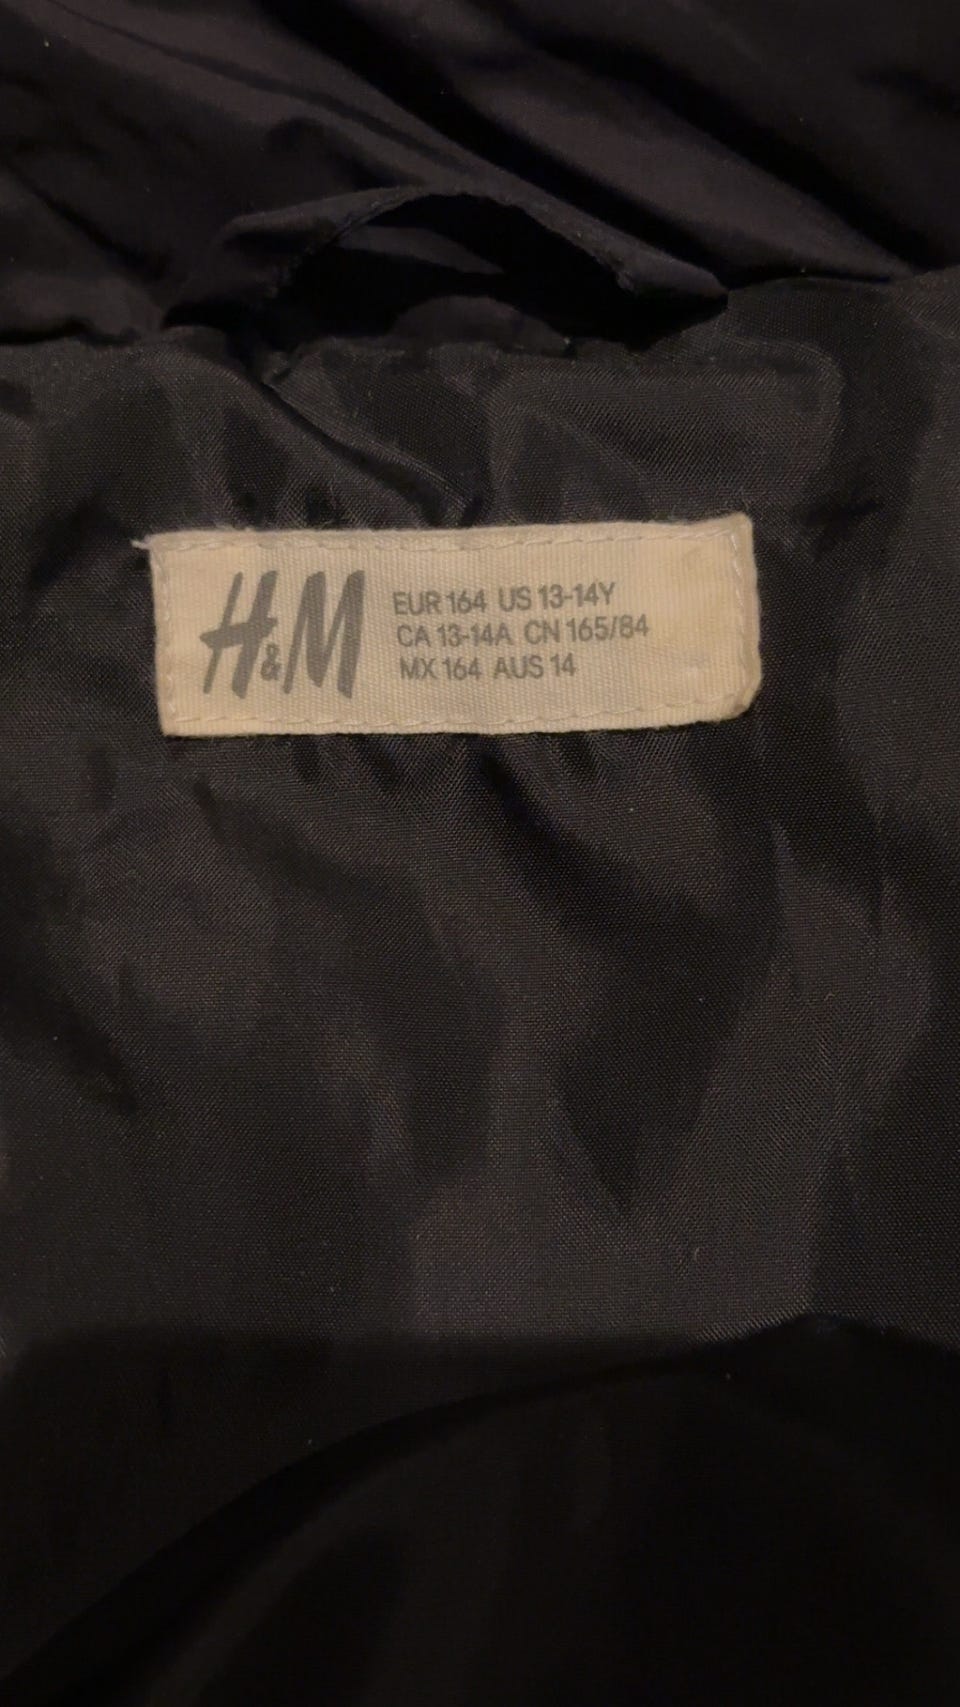 H&M
EUR 164 US 13-14Y
CA 13-14A CN 165/84
MX 164 AUS 14